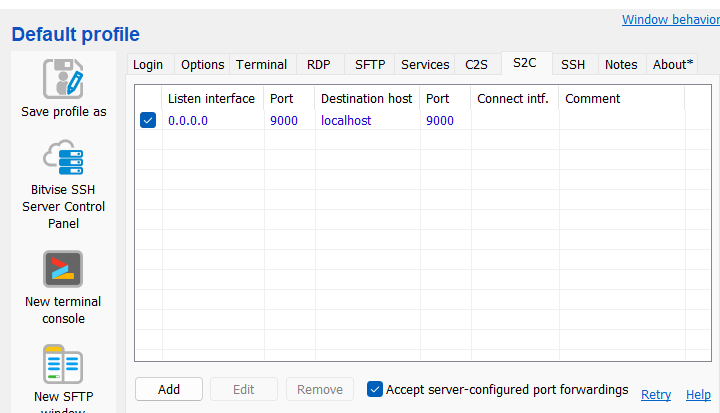 Window behavior
Default profile
Login Options Terminal RDP SFTP Services C2S S2C SSH Notes About*
Save profile as
Bitvise SSH
Server Control
Panel
New terminal
console
New SFTP
window
Listen interface Port Destination host Port Connect intf. Comment
0.0.0.0 9000 localhost 9000
Add Edit Remove Accept server-configured port forwardings Retry Help